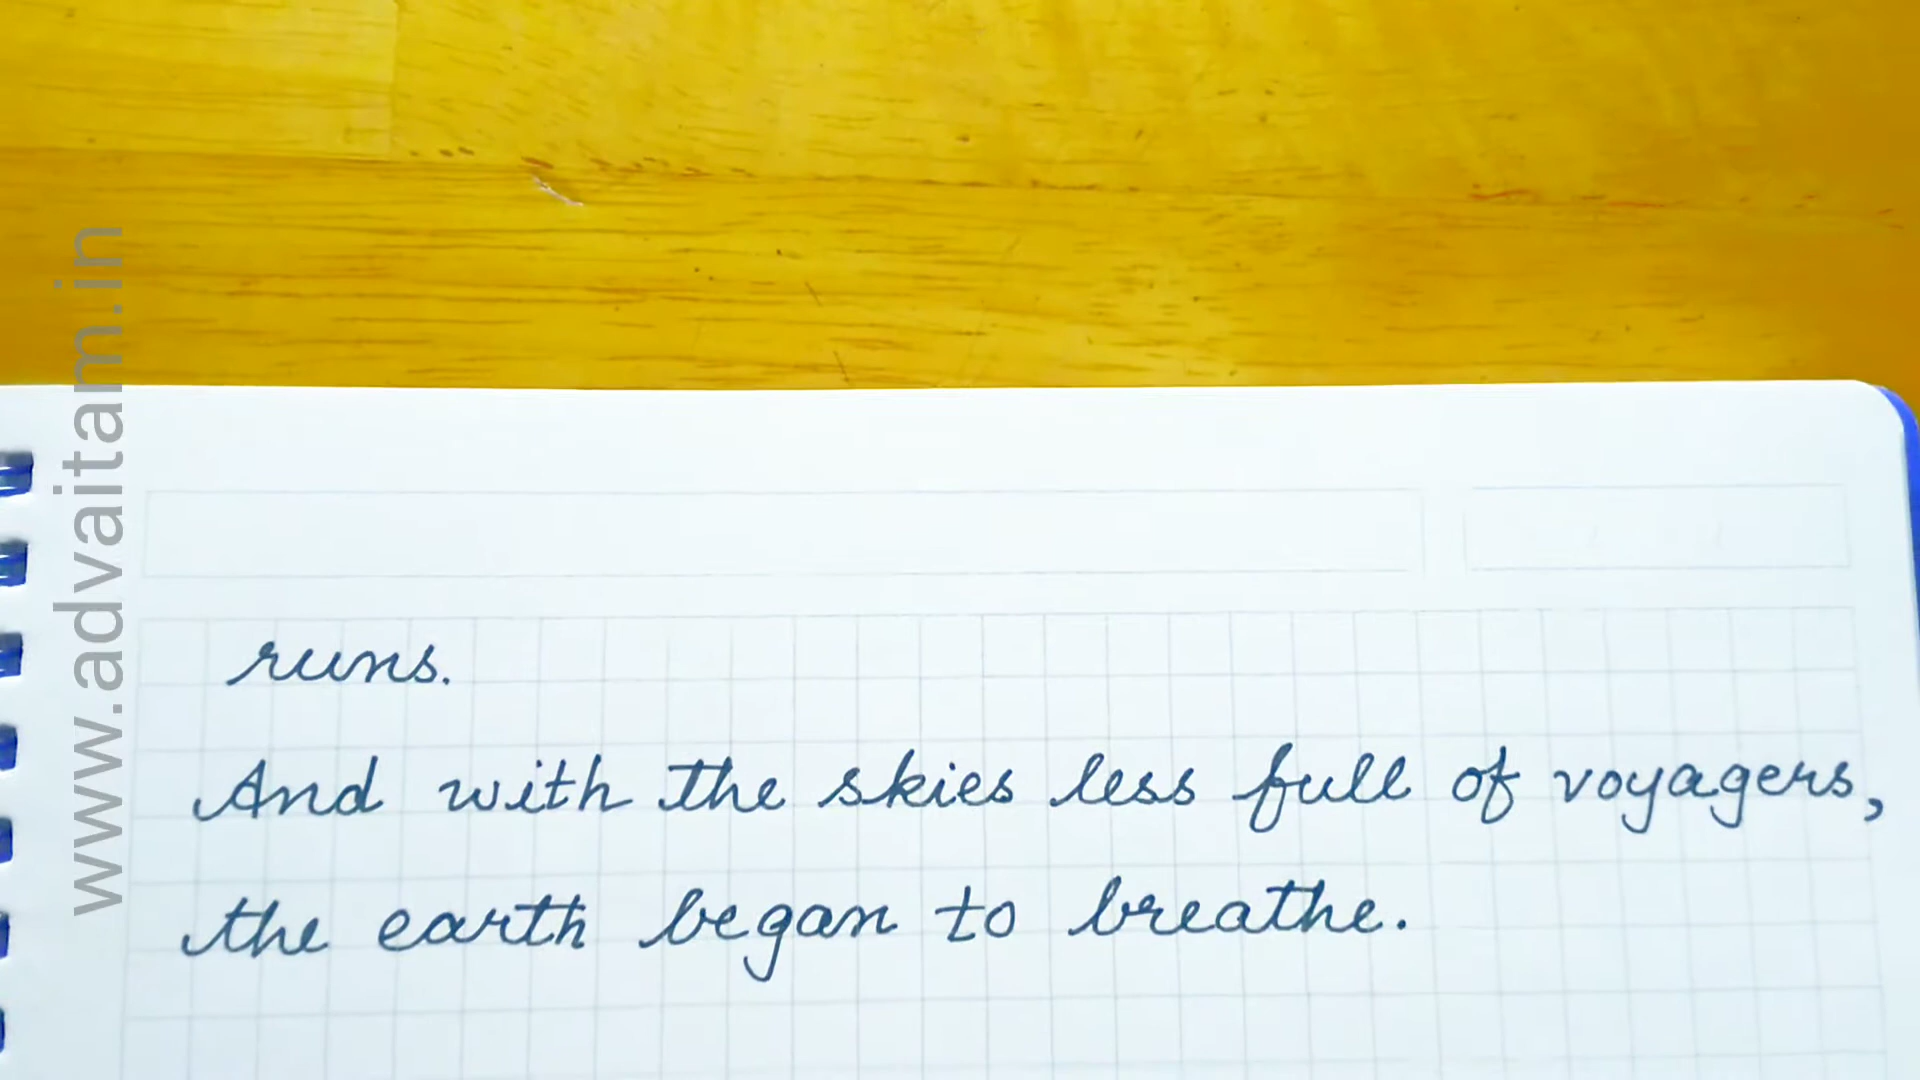 www.advaitam.in
runs.
And with the skies less full of voyagers,
the earth began to breathe.